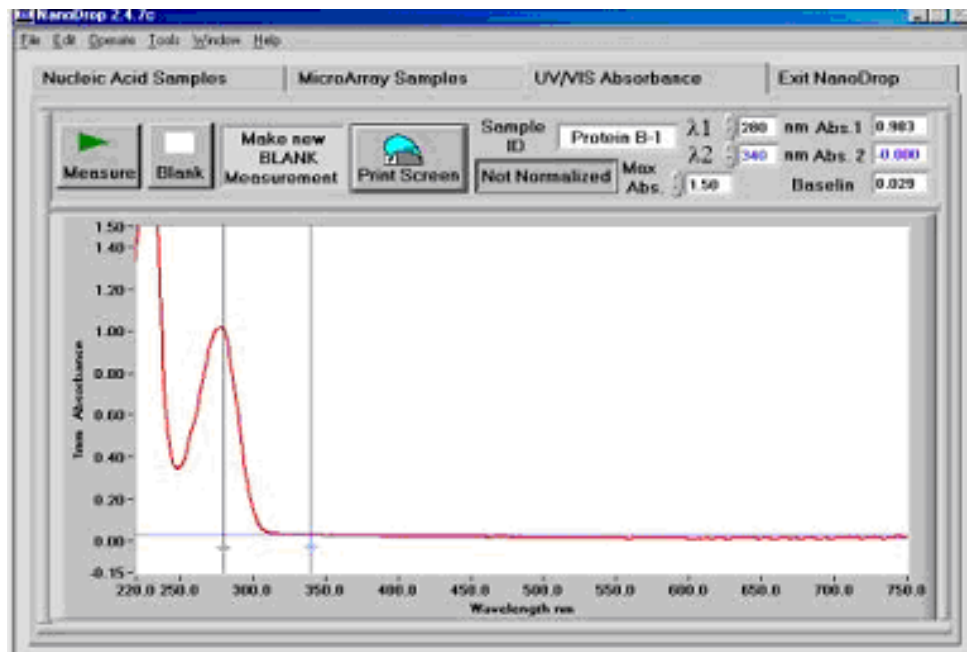 NanoDrop 2.4.7c
File Edit Operate Tools Window Help
Nucleic Acid Samples MicroArray Samples UV/VIS Absorbance Exit NanoDrop
Measure
Blank
Make new
BLANK
Measurement
Print Screen
Sample
ID
Protein B-1
Not Normalized
Max
Abs.
1.50
λ1 280 nm Abs.1 0.983
λ2 340 nm Abs. 2 -0.000
Baselin 0.029
1mm Absorbance
1.50
1.40
1.20
1.00
0.80
0.60
0.40
0.20
0.00
-0.15
220.0 250.0 300.0 350.0 400.0 450.0 500.0 550.0 600.0 650.0 700.0 750.0
Wavelength nm